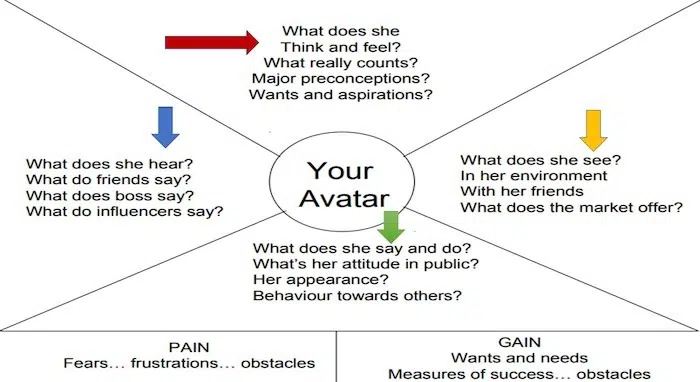 What does she
Think and feel?
What really counts?
Major preconceptions?
Wants and aspirations?
What does she hear?
What do friends say?
What does boss say?
What do influencers say?
Your
Avatar
What does she see?
In her environment
With her friends
What does the market offer?
What does she say and do?
What's her attitude in public?
Her appearance?
Behaviour towards others?
PAIN
Fears... frustrations... obstacles
GAIN
Wants and needs
Measures of success... obstacles